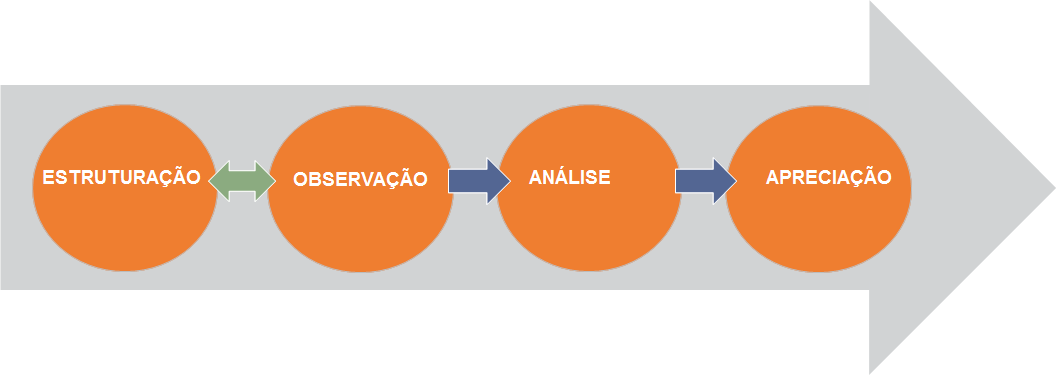 ESTRUTURAÇÃO
OBSERVAÇÃO
ANÁLISE
APRECIAÇÃO